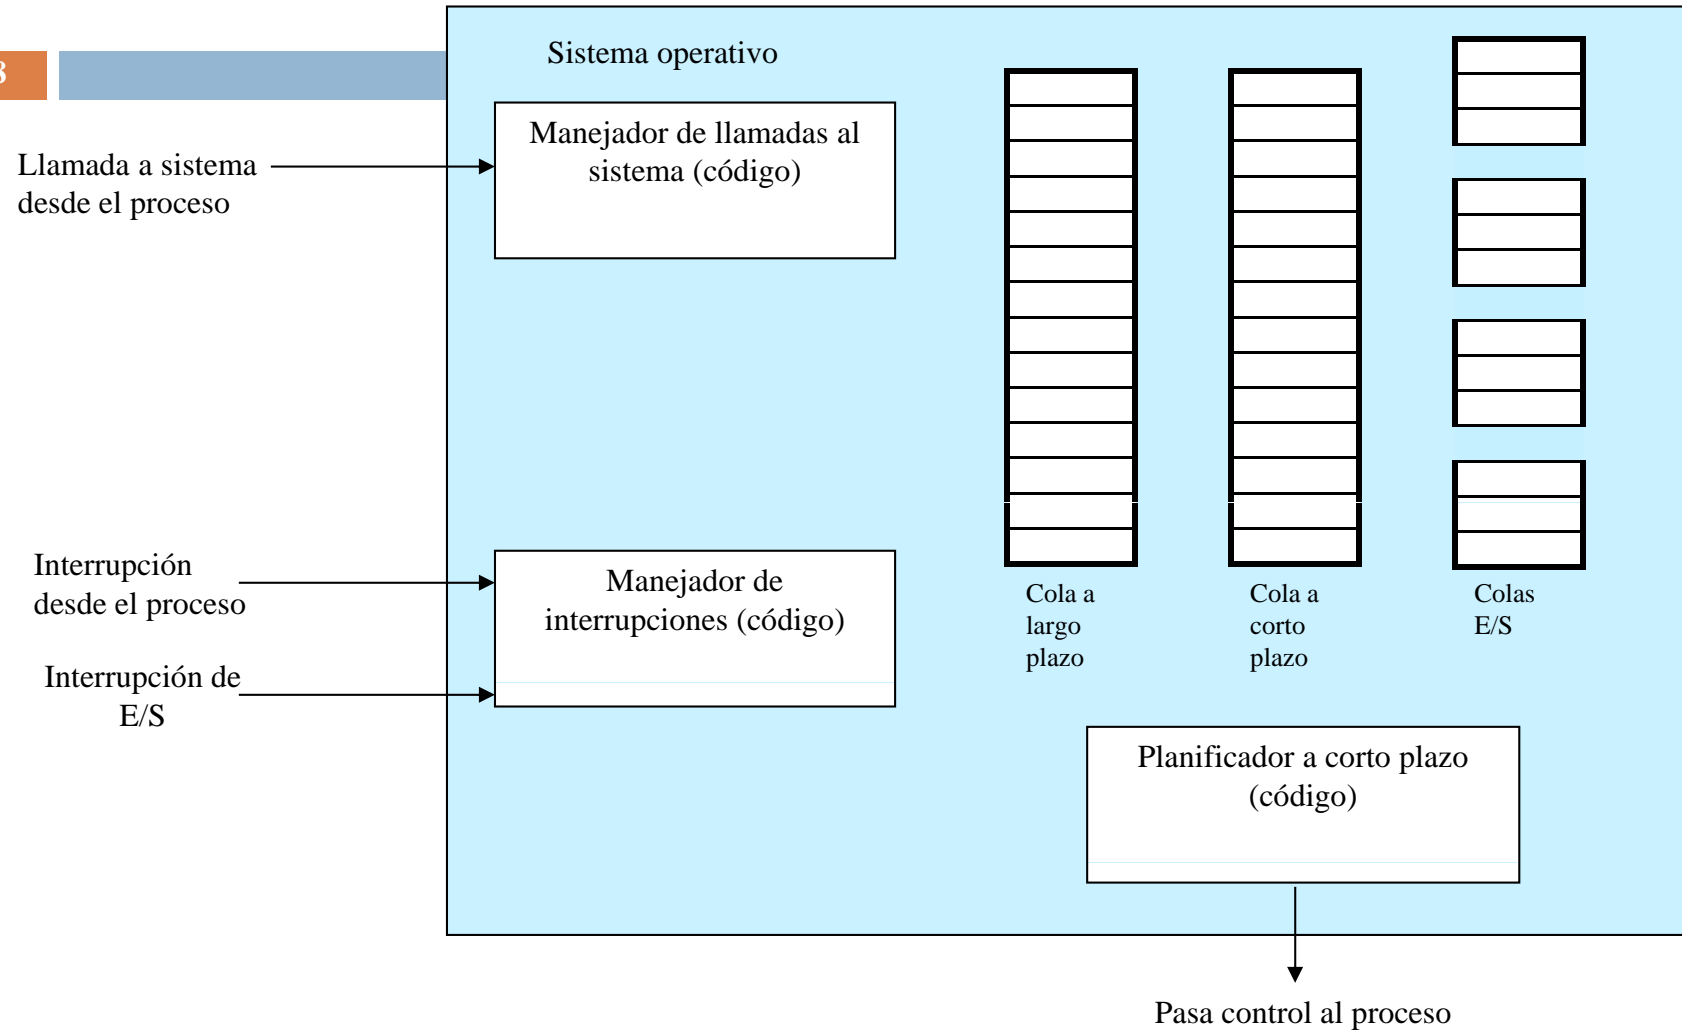 8
Sistema operativo
Manejador de llamadas al
sistema (código)
Llamada a sistema
desde el proceso
Interrupción
desde el proceso
Manejador de
interrupciones (código)
Interrupción de
E/S
Cola a
largo
plazo
Cola a
corto
plazo
Colas
E/S
Planificador a corto plazo
(código)
Pasa control al proceso